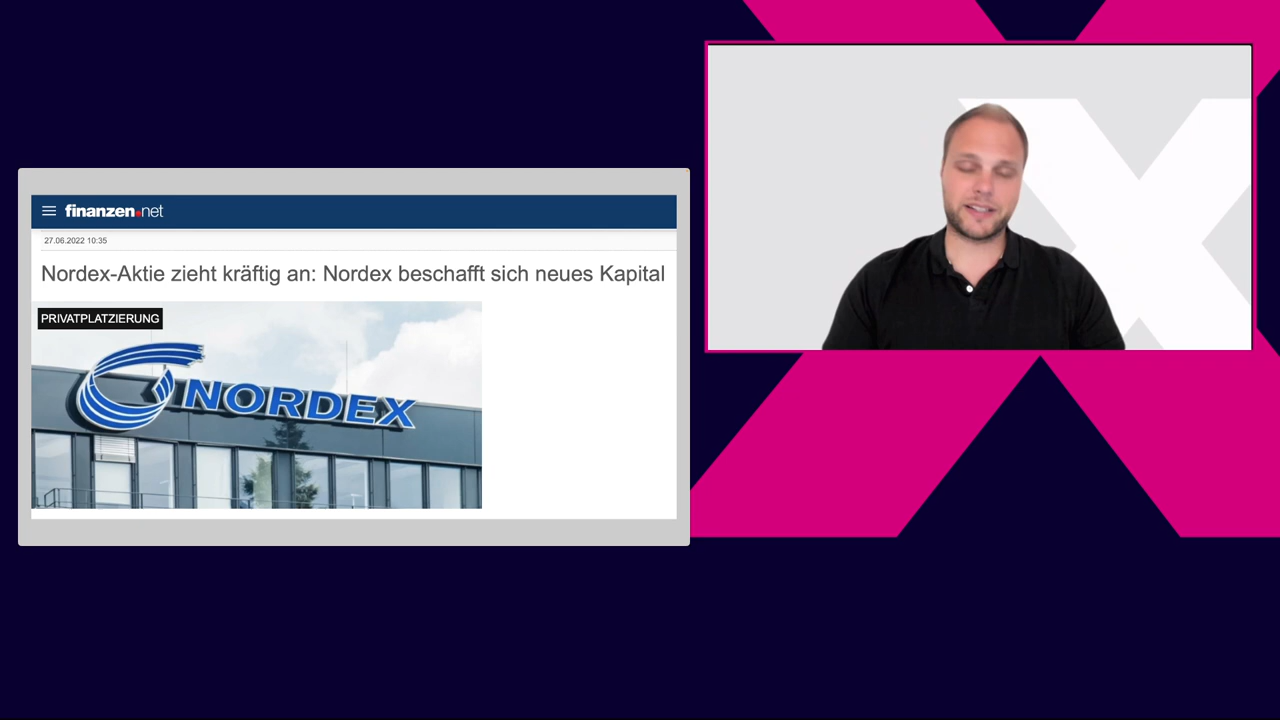 finanzen.net
27.06.2022 10:35
Nordex-Aktie zieht kräftig an: Nordex beschafft sich neues Kapital
PRIVATPLATZIERUNG
NORDEX